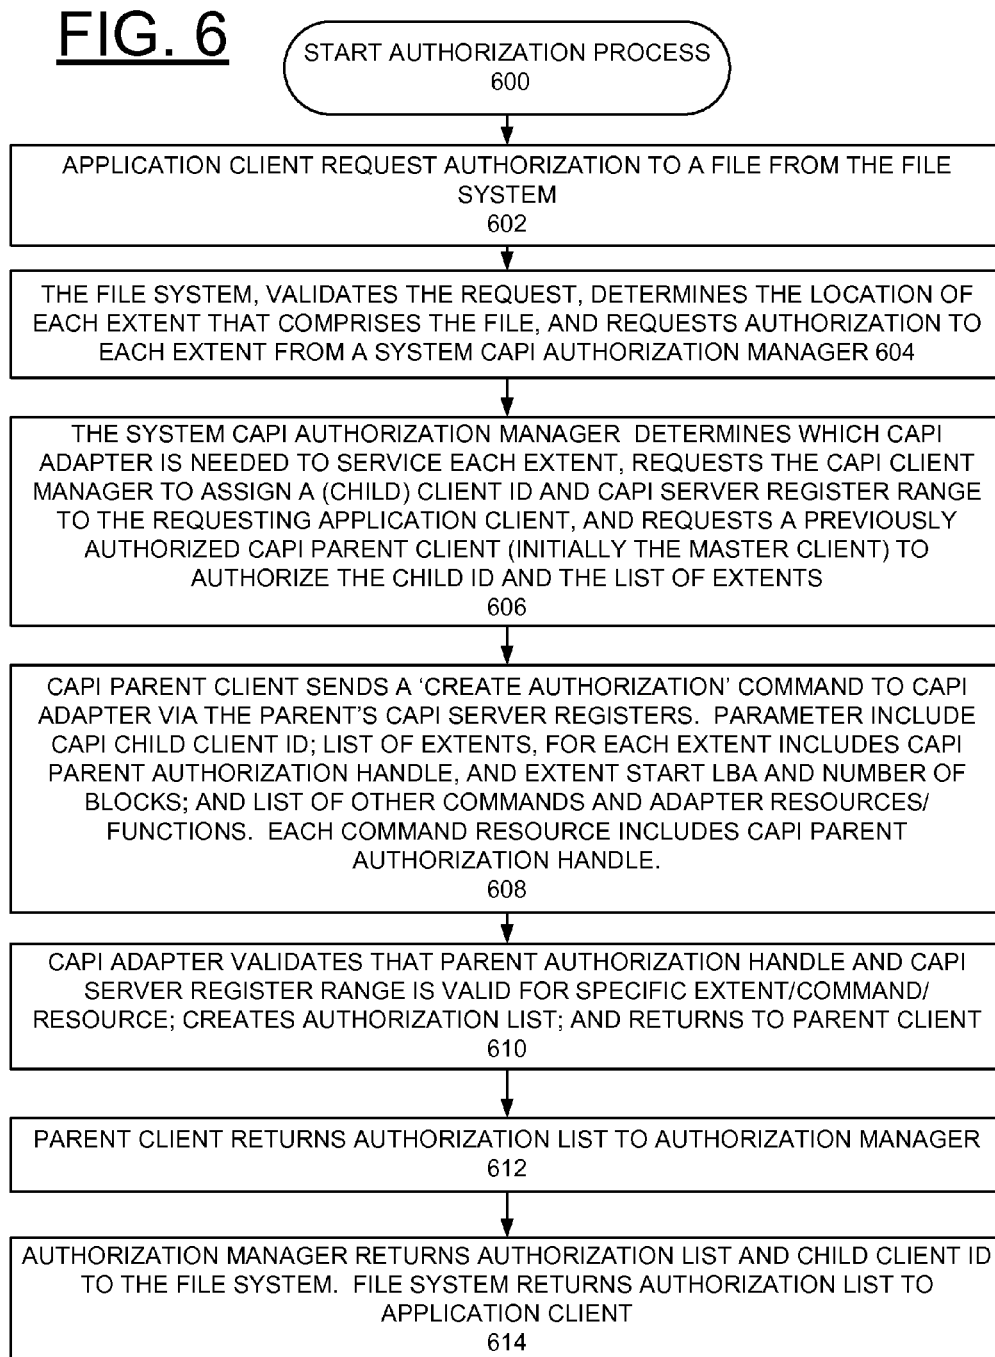 FIG. 6
START AUTHORIZATION PROCESS
600
APPLICATION CLIENT REQUEST AUTHORIZATION TO A FILE FROM THE FILE
SYSTEM
602
THE FILE SYSTEM, VALIDATES THE REQUEST, DETERMINES THE LOCATION OF
EACH EXTENT THAT COMPRISES THE FILE, AND REQUESTS AUTHORIZATION TO
EACH EXTENT FROM A SYSTEM CAPI AUTHORIZATION MANAGER 604
THE SYSTEM CAPI AUTHORIZATION MANAGER DETERMINES WHICH CAPI
ADAPTER IS NEEDED TO SERVICE EACH EXTENT, REQUESTS THE CAPI CLIENT
MANAGER TO ASSIGN A (CHILD) CLIENT ID AND CAPI SERVER REGISTER RANGE
TO THE REQUESTING APPLICATION CLIENT, AND REQUESTS A PREVIOUSLY
AUTHORIZED CAPI PARENT CLIENT (INITIALLY THE MASTER CLIENT) TO
AUTHORIZE THE CHILD ID AND THE LIST OF EXTENTS
606
CAPI PARENT CLIENT SENDS A 'CREATE AUTHORIZATION' COMMAND TO CAPI
ADAPTER VIA THE PARENT'S CAPI SERVER REGISTERS. PARAMETER INCLUDE
CAPI CHILD CLIENT ID; LIST OF EXTENTS, FOR EACH EXTENT INCLUDES CAPI
PARENT AUTHORIZATION HANDLE, AND EXTENT START LBA AND NUMBER OF
BLOCKS; AND LIST OF OTHER COMMANDS AND ADAPTER RESOURCES/
FUNCTIONS. EACH COMMAND RESOURCE INCLUDES CAPI PARENT
AUTHORIZATION HANDLE.
608
CAPI ADAPTER VALIDATES THAT PARENT AUTHORIZATION HANDLE AND CAPI
SERVER REGISTER RANGE IS VALID FOR SPECIFIC EXTENT/COMMAND/
RESOURCE; CREATES AUTHORIZATION LIST; AND RETURNS TO PARENT CLIENT
610
PARENT CLIENT RETURNS AUTHORIZATION LIST TO AUTHORIZATION MANAGER
612
AUTHORIZATION MANAGER RETURNS AUTHORIZATION LIST AND CHILD CLIENT ID
TO THE FILE SYSTEM. FILE SYSTEM RETURNS AUTHORIZATION LIST TO
APPLICATION CLIENT
614